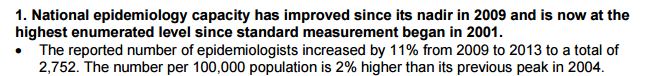 1. National epidemiology capacity has improved since its nadir in 2009 and is now at the
highest enumerated level since standard measurement began in 2001.
• The reported number of epidemiologists increased by 11% from 2009 to 2013 to a total of
2,752. The number per 100,000 population is 2% higher than its previous peak in 2004.